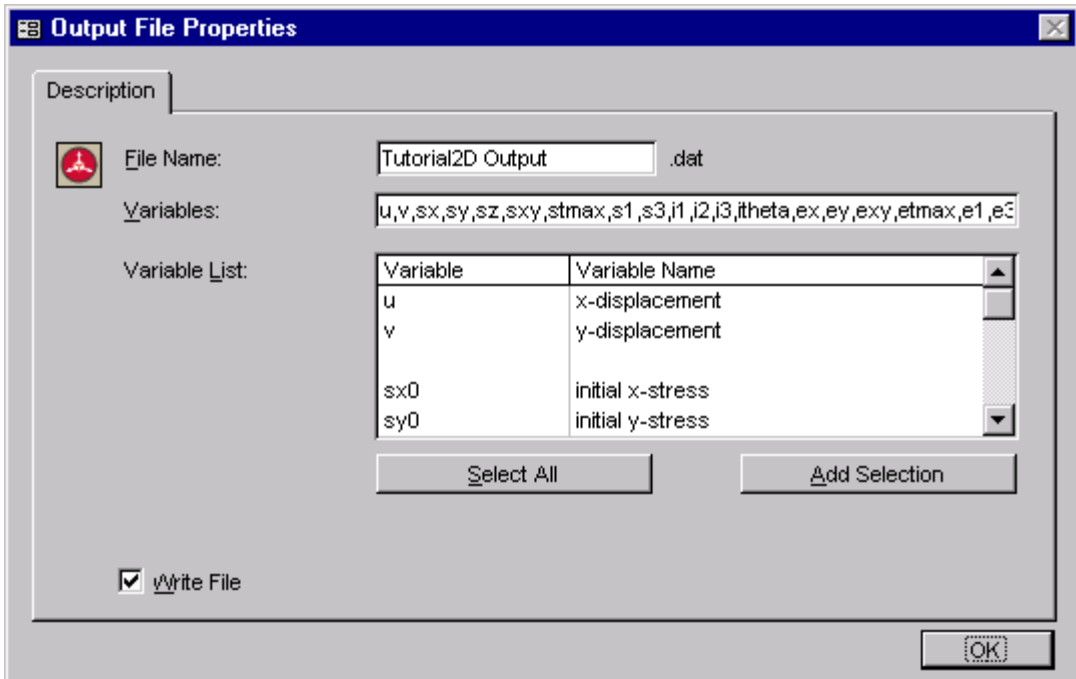 Output File Properties
Description
File Name: Tutorial2D Output .dat
Variables: u,v,sx,sy,sz,sxy,stmax,s1,s3,i1,i2,i3,itheta,ex,ey,exy,etmax,e1,e3
Variable List: Variable Variable Name
u x-displacement
v y-displacement
sx0 initial x-stress
sy0 initial y-stress
Select All Add Selection
Write File
OK